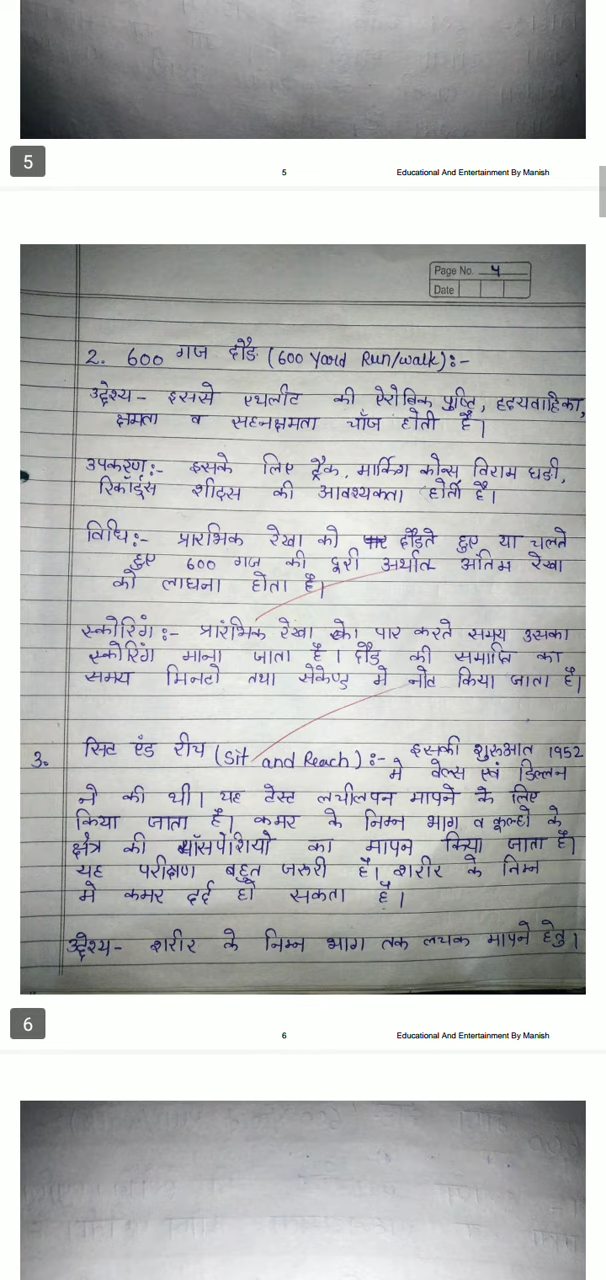 5
5
Educational And Entertainment By Manish
Page No. 4
Date
2. 600 गज दौड (600 Yard Run/walk):-
उद्देश्य - इससे एथलीट की ऐरोबिक पुष्टि, हृदयवाहिका,
क्षमता व सहनक्षमता चाँज होती है।
उपकरण:- इसके लिए ट्रैक, मार्किंग कोन्स विराम घडी,
रिकॉर्ड्स शीट्स की आवश्यकता होती है।
विधि:- प्रारंभिक रेखा को दौडते हुए या चलते
हुए 600 गज की दूरी अर्थात अंतिम रेखा
को लाघना होता है।
स्कोरिंग:- प्रारंभिक रेखा को पार करते समय उसका
स्कोरिंग माना जाता है। दौड की समाप्ति का
समय मिनटो तथा सेकेण्ड मे नोट किया जाता है।
3. सिट एंड रीच (Sit and Reach):- इसकी शुरुआत 1952
मे वेल्स एवं डिल्लन
ने की थी। यह टेस्ट लचीलपन मापने के लिए
किया जाता है। कमर के निम्न भाग व कूल्हो के
क्षेत्र की मॉसपेशियो का मापन किया जाता है।
यह परीक्षण बहुत जरूरी है। शरीर के निम्न
मे कमर दर्द हो सकता है।
उद्देश्य - शरीर के निम्न भाग तक लचक मापने हेतु।
6
6
Educational And Entertainment By Manish